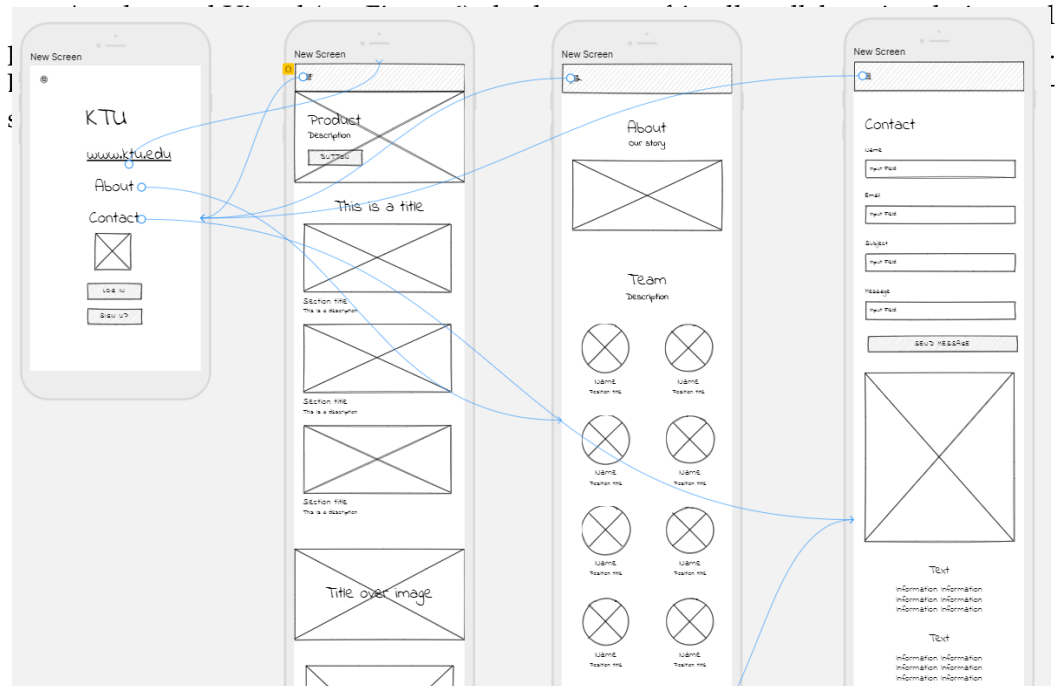 New Screen
KTU
www.ktu.edu
About
Contact
LOG IN
SIGN UP
New Screen
Product
Description
BUTTON
This is a title
Section title
This is a description
Section title
This is a description
Section title
This is a description
Title over image
New Screen
About
Our story
Team
Description
Name
Position title
Name
Position title
Name
Position title
Name
Position title
Name
Position title
Name
Position title
Name
Position title
Name
Position title
New Screen
Contact
Name
Input Field
Email
Input Field
Subject
Input Field
Message
Input Field
SEND MESSAGE
Text
Information Information
Information Information
Information Information
Text
Information Information
Information Information
Information Information